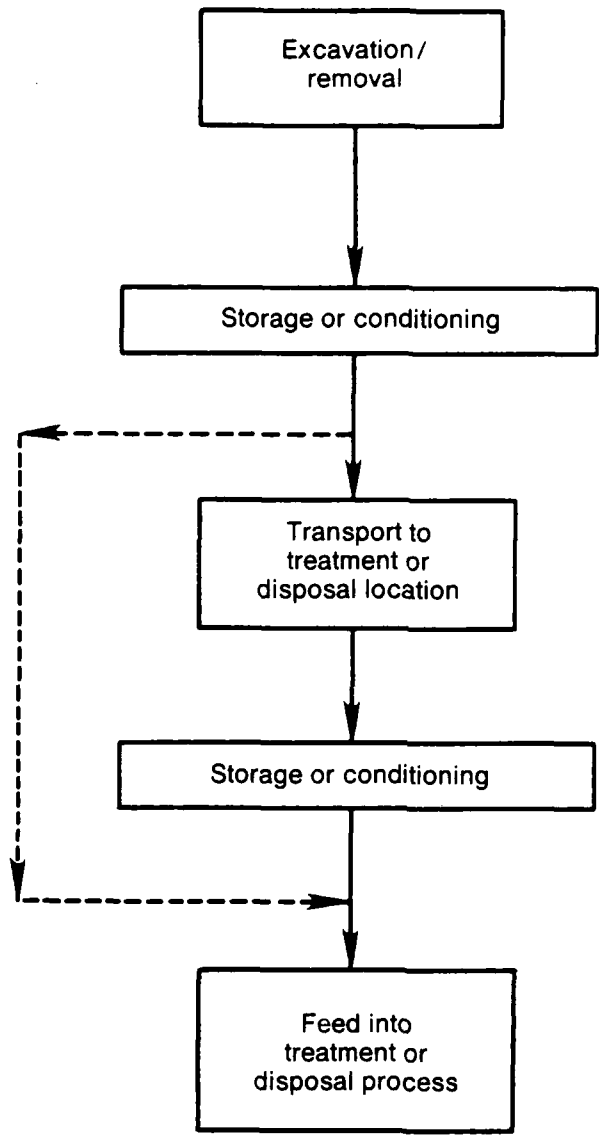 Excavation/
removal
Storage or conditioning
Transport to
treatment or
disposal location
Storage or conditioning
Feed into
treatment or
disposal process